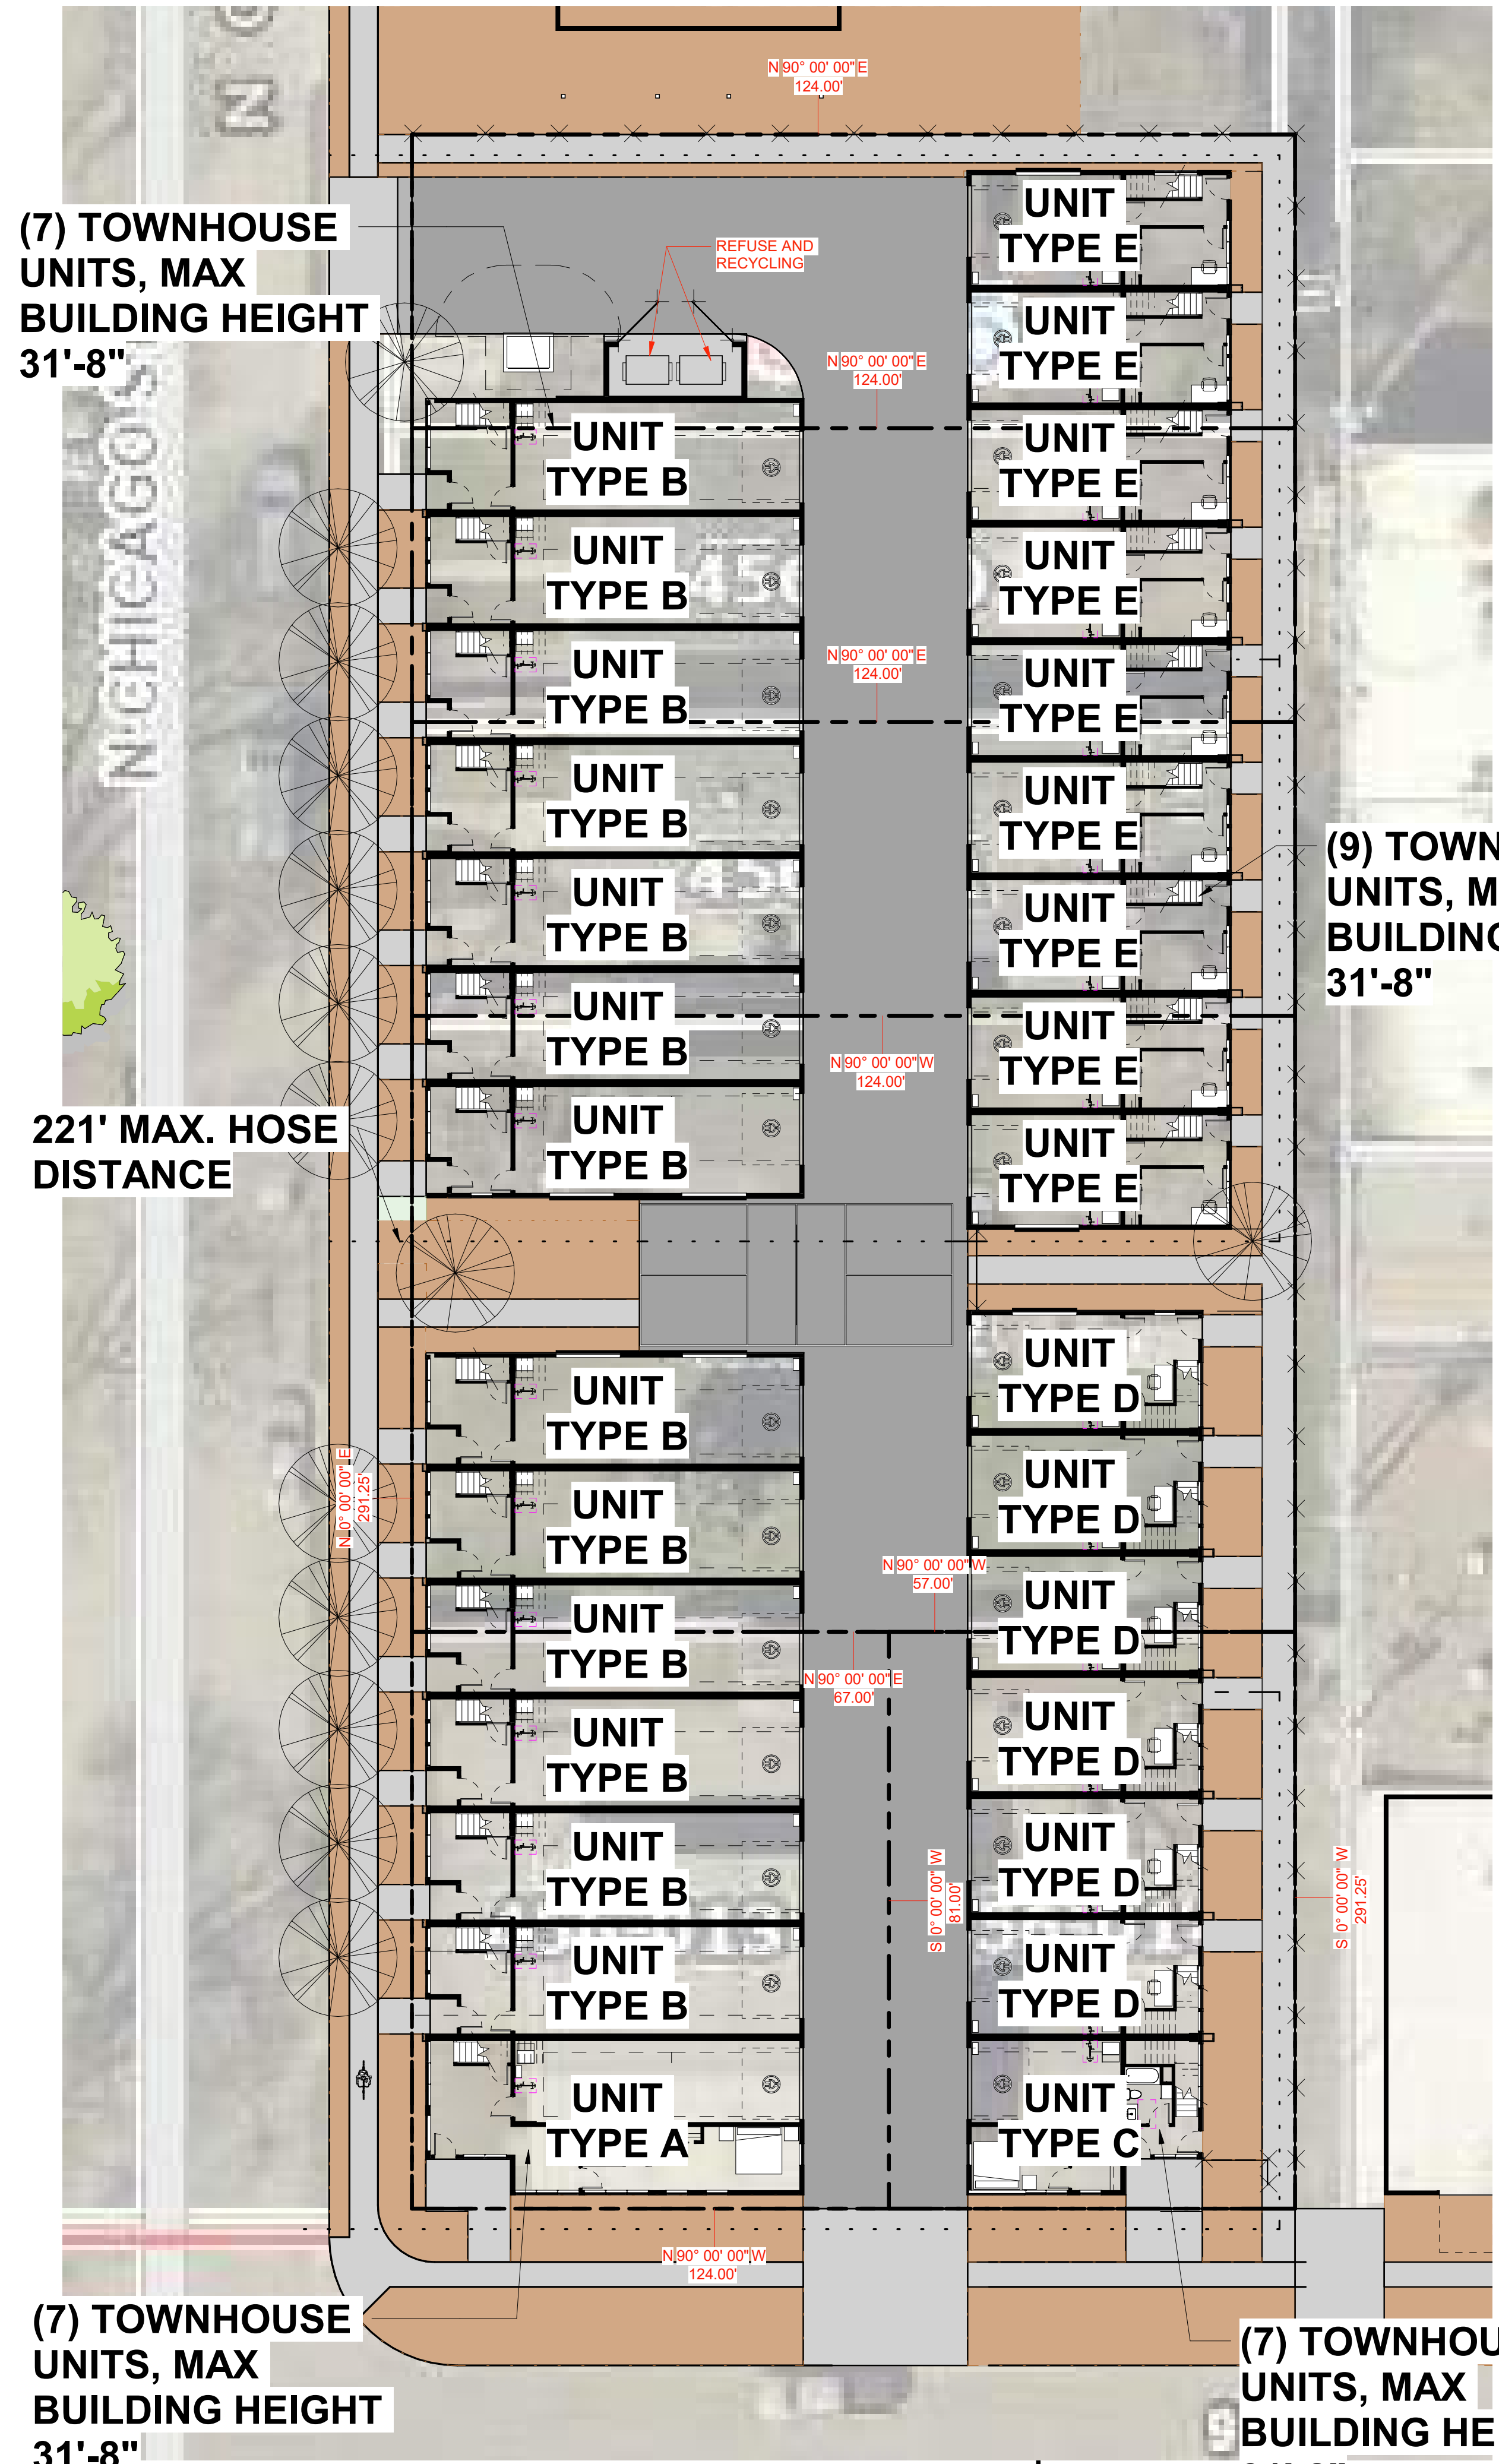 N 90° 00' 00" E
124.00'
(7) TOWNHOUSE
UNITS, MAX
BUILDING HEIGHT
31'-8"
REFUSE AND
RECYCLING
UNIT
TYPE E
UNIT
TYPE E
N 90° 00' 00" E
124.00'
UNIT
TYPE B
UNIT
TYPE E
UNIT
TYPE B
UNIT
TYPE E
N 90° 00' 00" E
124.00'
UNIT
TYPE B
UNIT
TYPE E
UNIT
TYPE B
UNIT
TYPE E
N CHICAGO
(9) TOWN
UNITS, M
BUILDING
31'-8"
UNIT
TYPE B
UNIT
TYPE E
UNIT
TYPE B
UNIT
TYPE E
N 90° 00' 00" W
124.00'
221' MAX. HOSE
DISTANCE
UNIT
TYPE B
UNIT
TYPE E
UNIT
TYPE D
UNIT
TYPE B
N 0° 00' 00" E
291.25'
UNIT
TYPE D
UNIT
TYPE B
N 90° 00' 00" W
57.00'
UNIT
TYPE D
UNIT
TYPE B
N 90° 00' 00" E
67.00'
UNIT
TYPE D
UNIT
TYPE B
UNIT
TYPE D
UNIT
TYPE B
S 0° 00' 00" W
81.00'
S 0° 00' 00" W
291.25'
UNIT
TYPE D
UNIT
TYPE B
UNIT
TYPE A
UNIT
TYPE C
N 90° 00' 00" W
124.00'
(7) TOWNHOUSE
UNITS, MAX
BUILDING HEIGHT
31'-8"
(7) TOWNHOU
UNITS, MAX
BUILDING HE